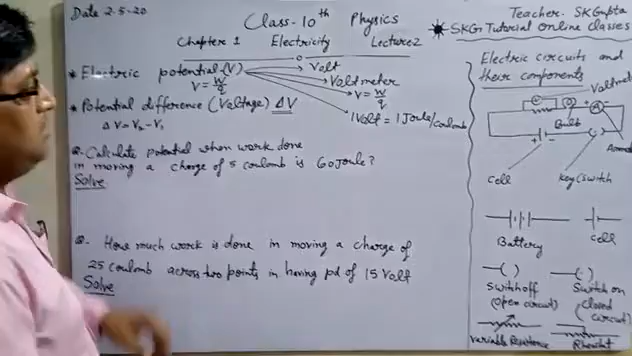 Date 2.5.20
Class-10th Physics
Teacher. SKGupta
SKG Tutorial Online Classes
Chapter 1 Electricity Lecture 2
* Electric potential (V)
V = W/q
Volt
Voltmeter
V = W/q
1 Volt = 1 Joule/coulomb
* Potential difference (Voltage) ΔV
ΔV = V₂ - V₁
Q. Calculate potential when work done
in moving a charge of 5 coulomb is 60 Joule?
Solve
Q. How much work is done in moving a charge of
25 coulomb across two points in having pd of 15 Volt
Solve
Electric circuits and
their components
Bulb
+ -
Cell
Key/Switch
Battery
Cell
Switch off
(Open circuit)
Switch on
(Closed
circuit)
Variable Resistance
Rheostat